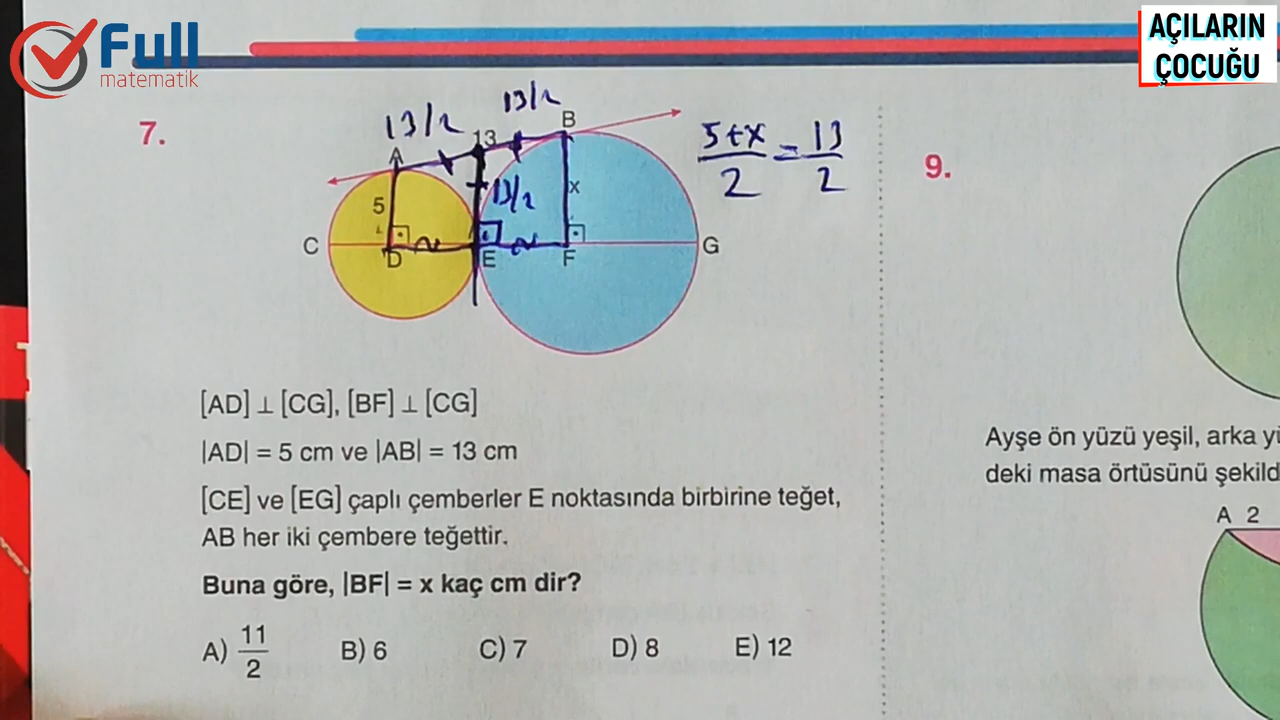 Full
matematik
AÇILARIN
ÇOCUĞU
7.
13/2
13/2
13
A
B
5
x
13/2
C
D
E
F
G
5+x/2 = 13/2
[AD] ⊥ [CG], [BF] ⊥ [CG]
|AD| = 5 cm ve |AB| = 13 cm
[CE] ve [EG] çaplı çemberler E noktasında birbirine teğet,
AB her iki çembere teğettir.
Buna göre, |BF| = x kaç cm dir?
A) 11/2 B) 6 C) 7 D) 8 E) 12
9.
Ayşe ön yüzü yeşil, arka yü
deki masa örtüsünü şekild
A 2